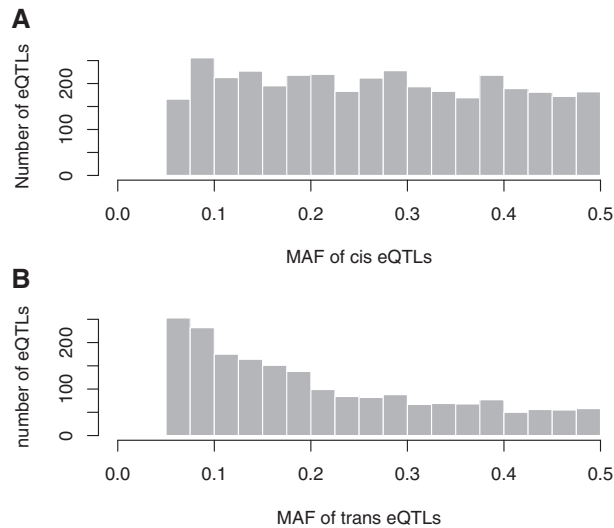 A
Number of eQTLs
200
100
0
0.0 0.1 0.2 0.3 0.4 0.5
MAF of cis eQTLs
B
number of eQTLs
200
100
0
0.0 0.1 0.2 0.3 0.4 0.5
MAF of trans eQTLs